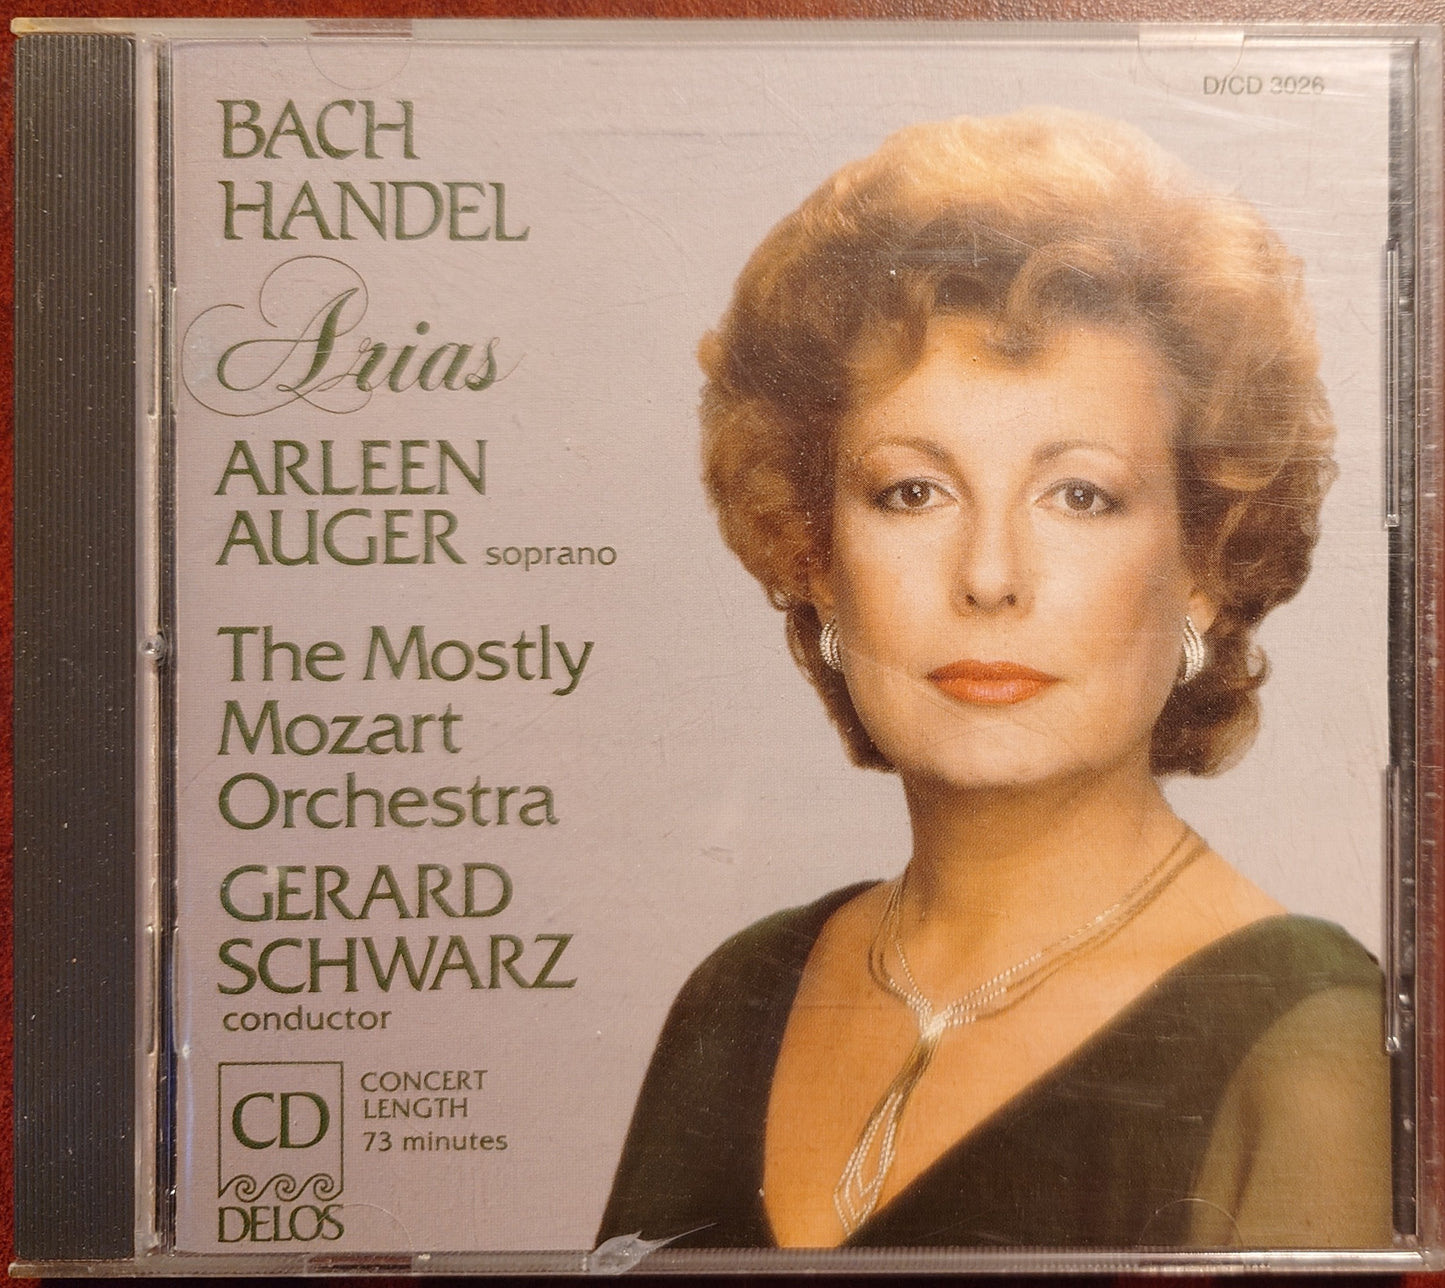 D/CD 3026
BACH
HANDEL
Arias
ARLEEN
AUGER soprano
The Mostly
Mozart
Orchestra
GERARD
SCHWARZ
conductor
CD
CONCERT
LENGTH
73 minutes
DELOS